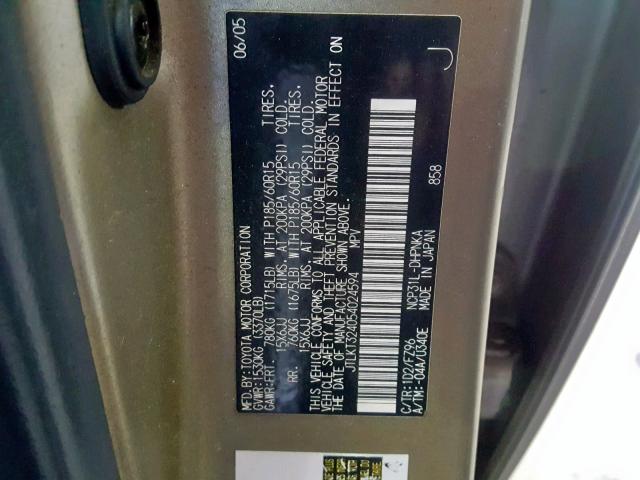 MFD.BY:TOYOTA MOTOR CORPORATION 06/05
GVWR:1530KG (3370LB)
GAWR:FRT. 780KG (1715LB) WITH P185/60R15 TIRES.
15X6JJ RIMS. AT 200KPA (29PSI) COLD.
RR. 760KG (1675LB) WITH P185/60R15 TIRES.
15X6JJ RIMS. AT 200KPA (29PSI) COLD.
THIS VEHICLE CONFORMS TO ALL APPLICABLE FEDERAL MOTOR
VEHICLE SAFETY AND THEFT PREVENTION STANDARDS IN EFFECT ON
THE DATE OF MANUFACTURE SHOWN ABOVE.
JTLKT324054024594 MPV
J
C/TR:1D2/FZ96 NCP31L-DHPNKA 858
A/TM:-04A/U340E MADE IN JAPAN